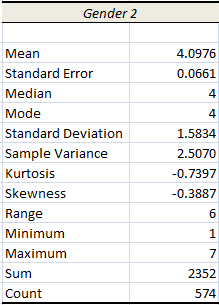 Gender 2
Mean 4.0976
Standard Error 0.0661
Median 4
Mode 4
Standard Deviation 1.5834
Sample Variance 2.5070
Kurtosis -0.7397
Skewness -0.3887
Range 6
Minimum 1
Maximum 7
Sum 2352
Count 574